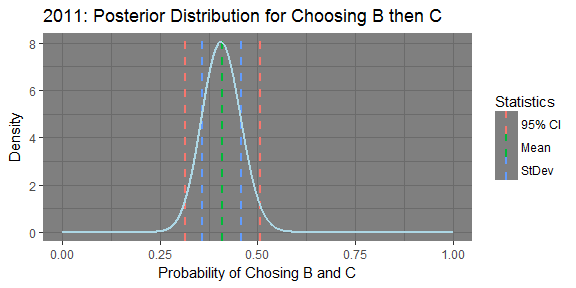 2011: Posterior Distribution for Choosing B then C
8
6
4
2
0
Density
0.00
0.25
0.50
0.75
1.00
Probability of Chosing B and C
Statistics
95% CI
Mean
StDev